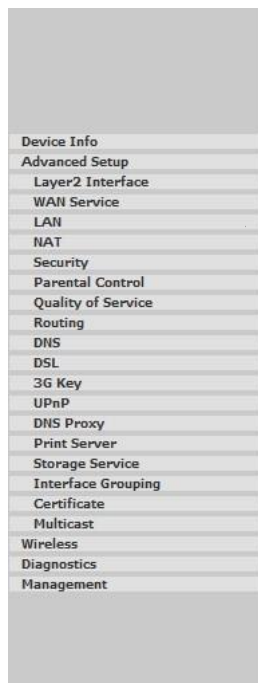 Device Info
Advanced Setup
Layer2 Interface
WAN Service
LAN
NAT
Security
Parental Control
Quality of Service
Routing
DNS
DSL
3G Key
UPnP
DNS Proxy
Print Server
Storage Service
Interface Grouping
Certificate
Multicast
Wireless
Diagnostics
Management